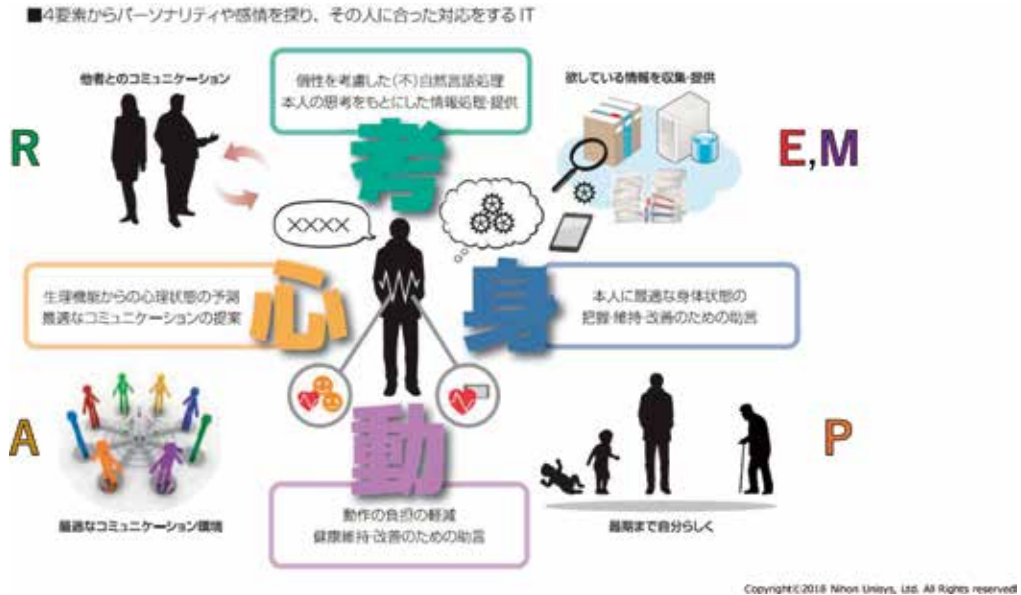 ■4要素からパーソナリティや感情を探り、その人に合った対応をするIT
他者とのコミュニケーション
個性を考慮した(不)自然言語処理
本人の思考をもとにした情報処理・提供
欲している情報を収集・提供
R
考
E,M
××××
生理機能からの心理状態の予測
最適なコミュニケーションの提案
心
身
本人に最適な身体状態の
把握・維持・改善のための助言
A
動
P
最適なコミュニケーション環境
動作の負担の軽減
健康維持・改善のための助言
最期まで自分らしく
Copyright©2018 Nihon Unisys, Ltd. All Rights reserved!